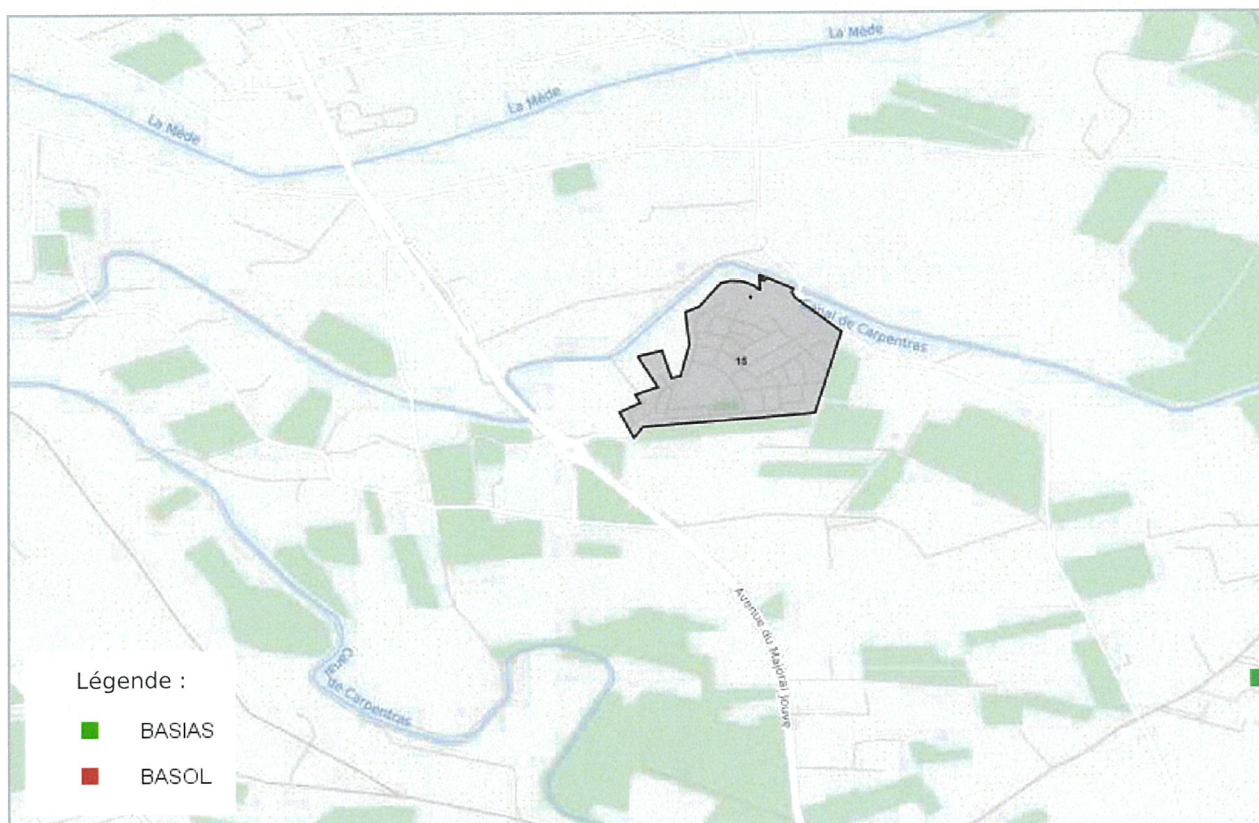 La Mède
La Mède
La Mède
Canal de Carpentras
15
Avenue du Majoral Jouve
Canal
de Carpentras
Légende :
BASIAS
BASOL